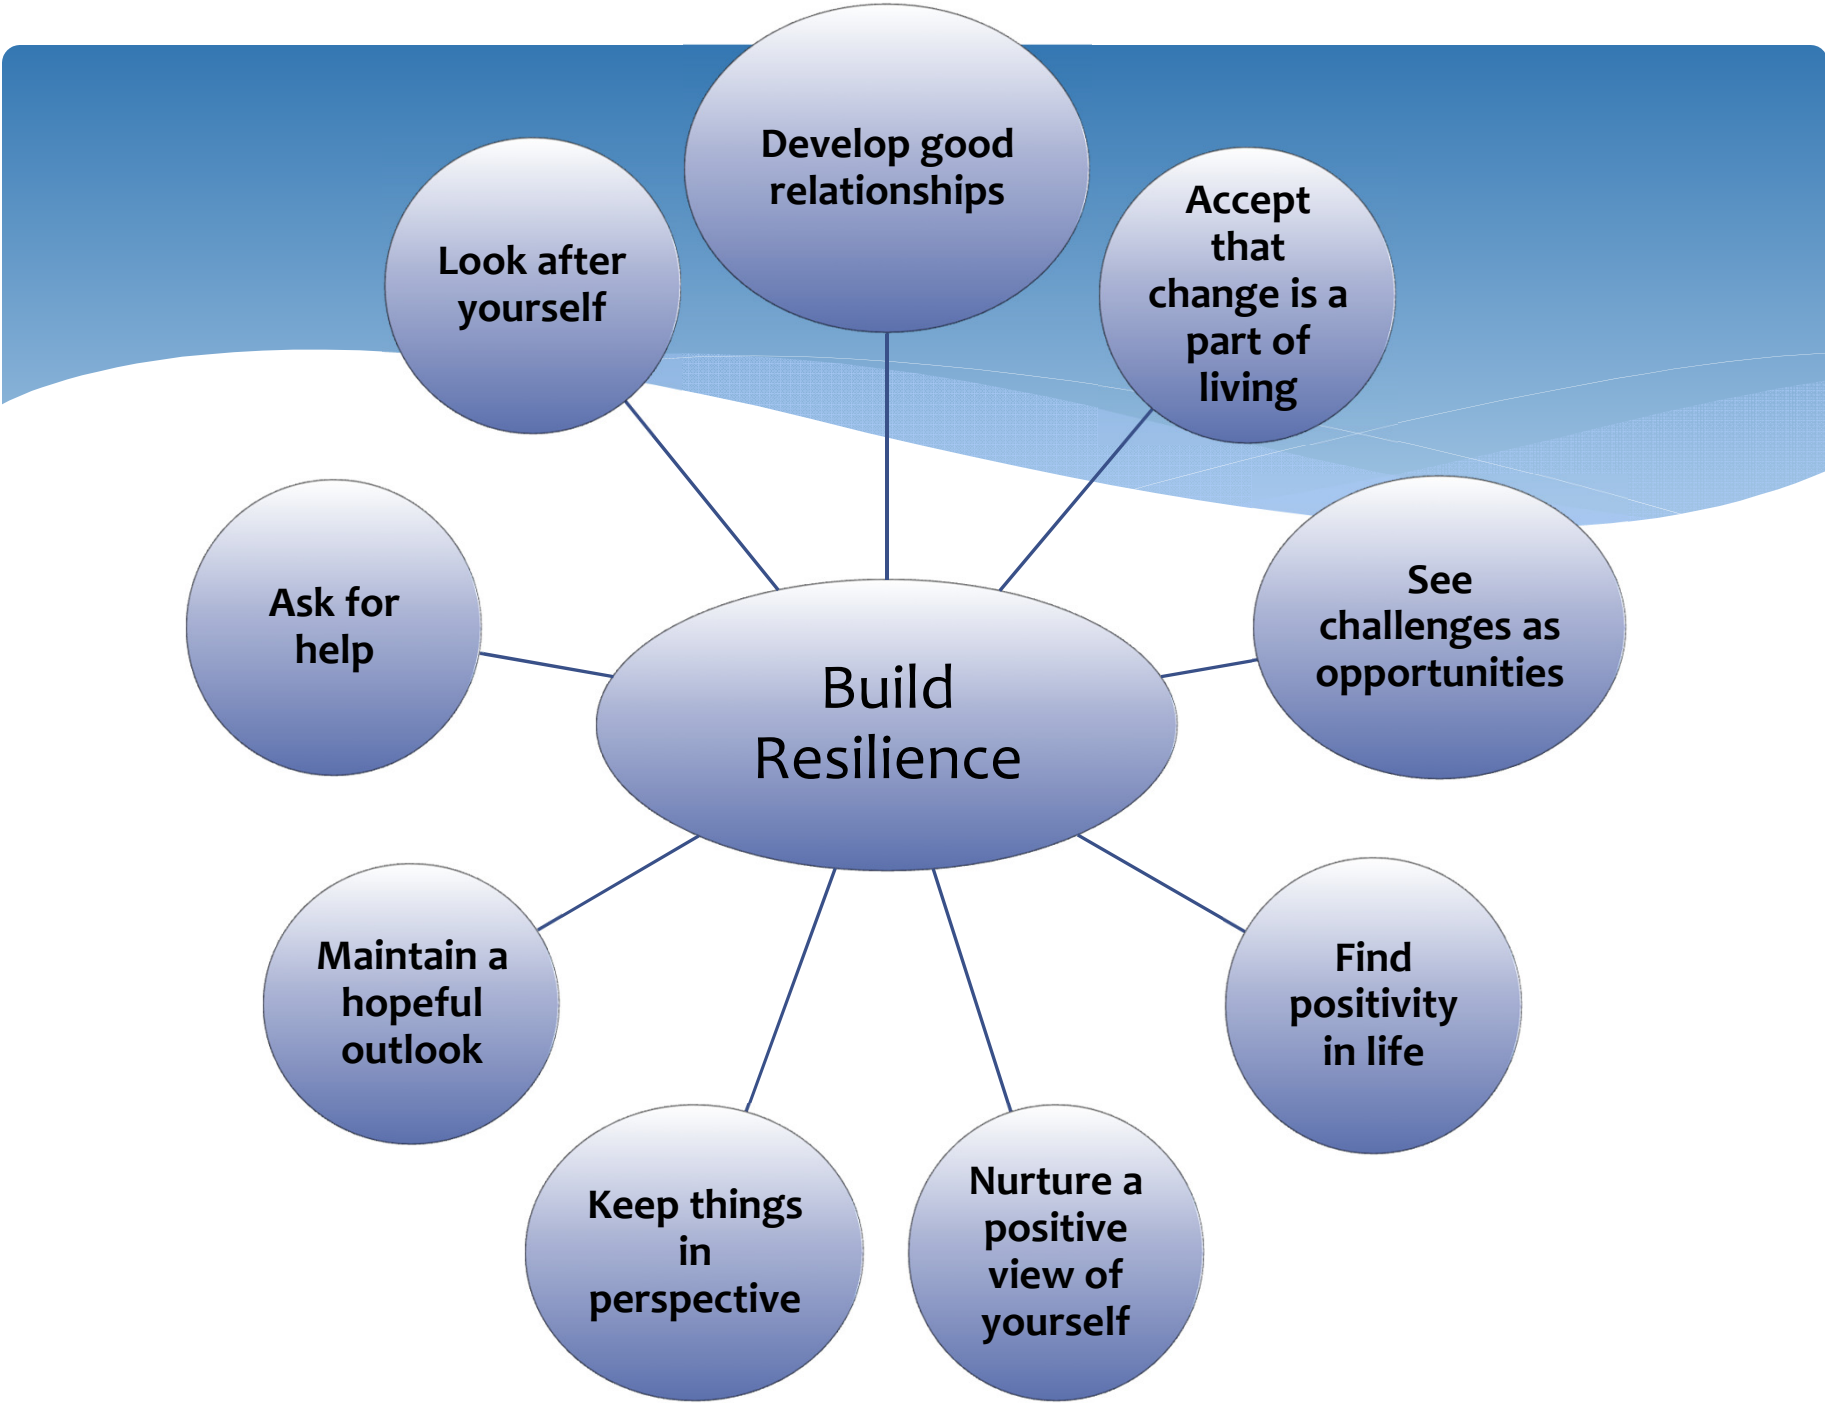 Develop good
relationships
Accept
that
change is a
part of
living
See
challenges as
opportunities
Find
positivity
in life
Nurture a
positive
view of
yourself
Keep things
in
perspective
Maintain a
hopeful
outlook
Ask for
help
Look after
yourself
Build
Resilience